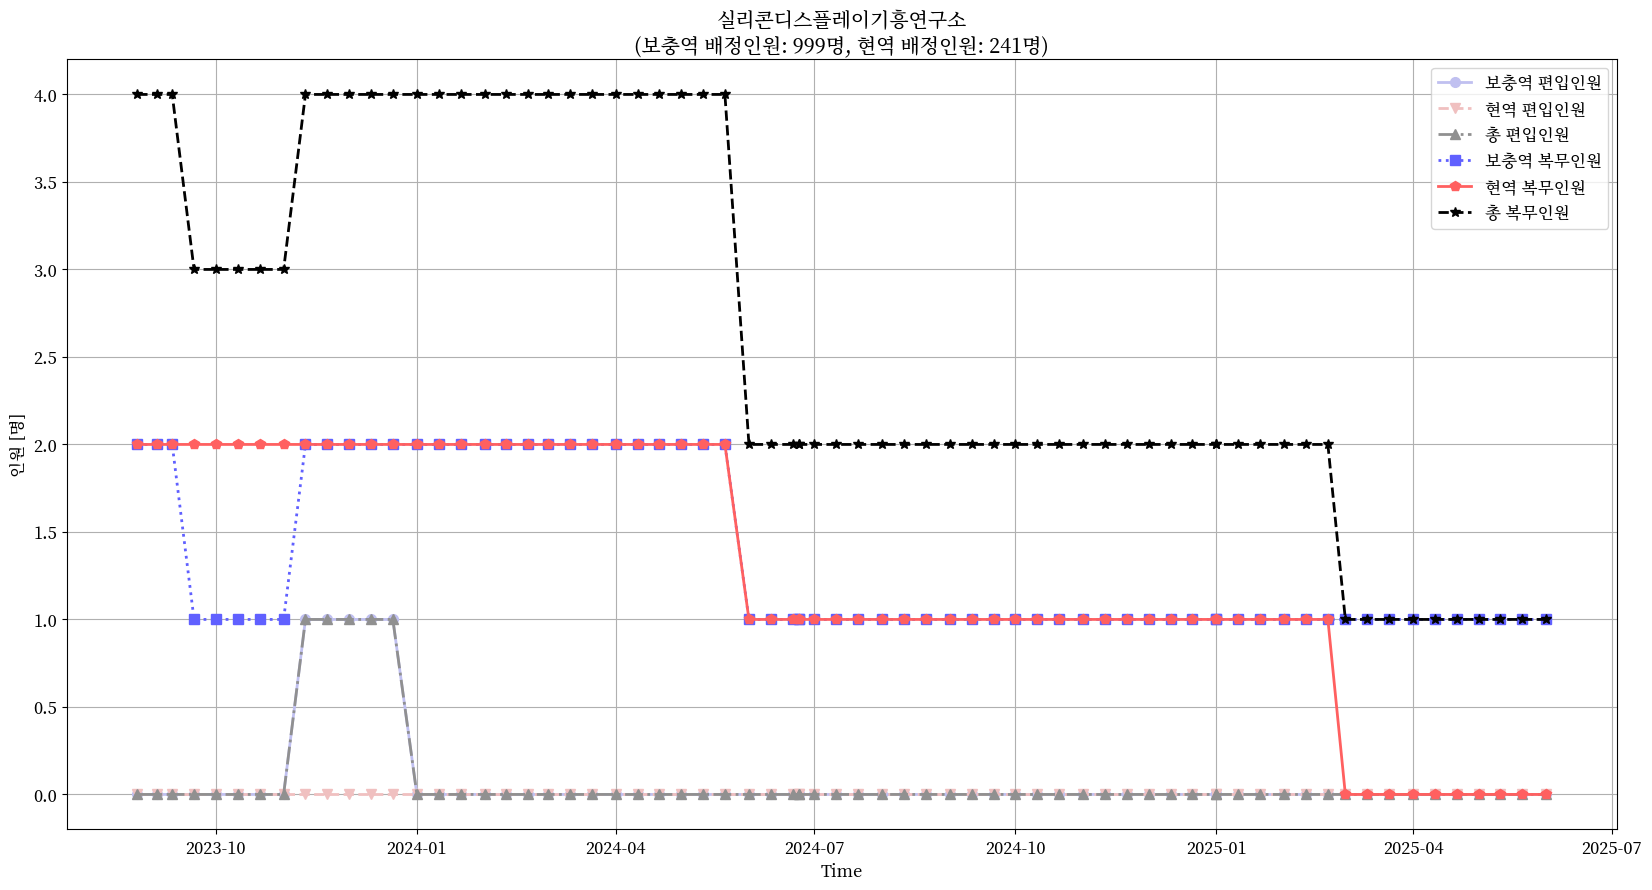 실리콘디스플레이기흥연구소
(보충역 배정인원: 999명, 현역 배정인원: 241명)
보충역 편입인원
현역 편입인원
총 편입인원
보충역 복무인원
현역 복무인원
총 복무인원
인원 [명]
4.0
3.5
3.0
2.5
2.0
1.5
1.0
0.5
0.0
2023-10
2024-01
2024-04
2024-07
2024-10
2025-01
2025-04
2025-07
Time